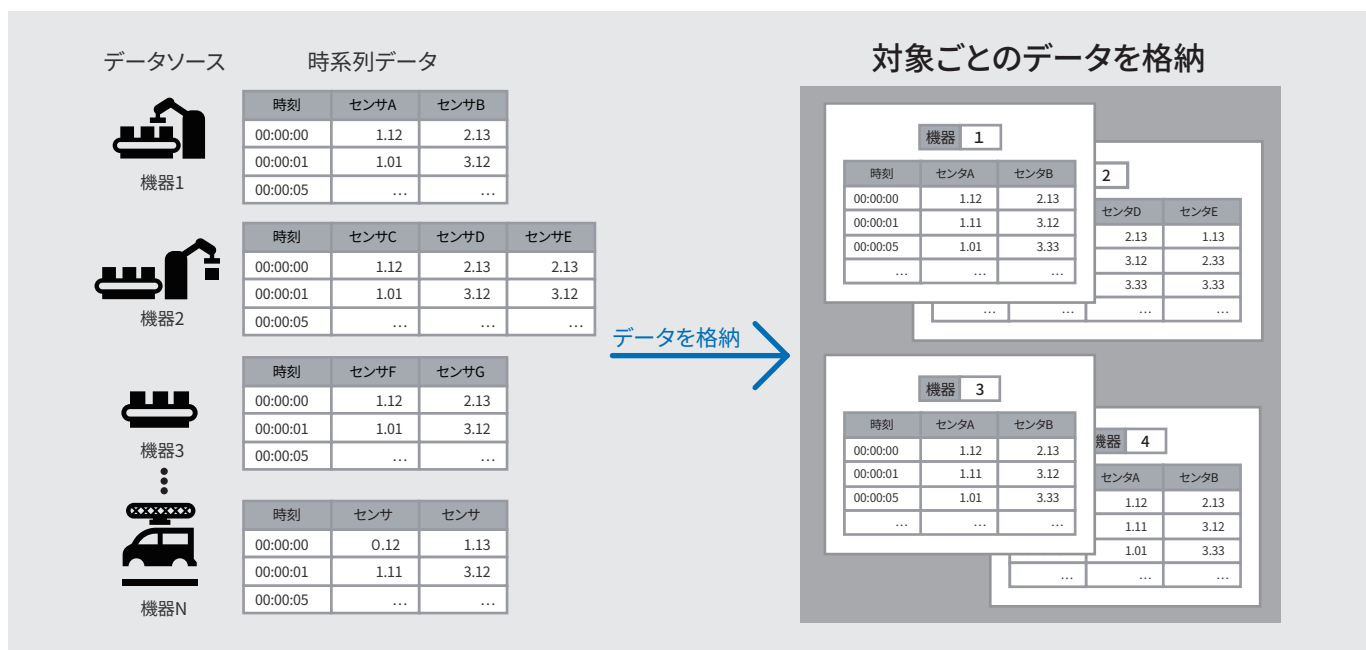 データソース
時系列データ
時刻 センサA センサB
00:00:00 1.12 2.13
00:00:01 1.01 3.12
00:00:05 … …
機器1
時刻 センサC センサD センサE
00:00:00 1.12 2.13 2.13
00:00:01 1.01 3.12 3.12
00:00:05 … … …
機器2
時刻 センサF センサG
00:00:00 1.12 2.13
00:00:01 1.01 3.12
00:00:05 … …
機器3
時刻 センサ センサ
00:00:00 0.12 1.13
00:00:01 1.11 3.12
00:00:05 … …
機器N
データを格納
対象ごとのデータを格納
機器 1
時刻 センタA センタB
00:00:00 1.12 2.13
00:00:01 1.11 3.12
00:00:05 1.01 3.33
… … …
2
センタD センタE
2.13 1.13
3.12 2.33
3.33 3.33
… … … …
機器 3
時刻 センタA センタB
00:00:00 1.12 2.13
00:00:01 1.11 3.12
00:00:05 1.01 3.33
… … …
機器 4
センタA センタB
1.12 2.13
1.11 3.12
1.01 3.33
… … …